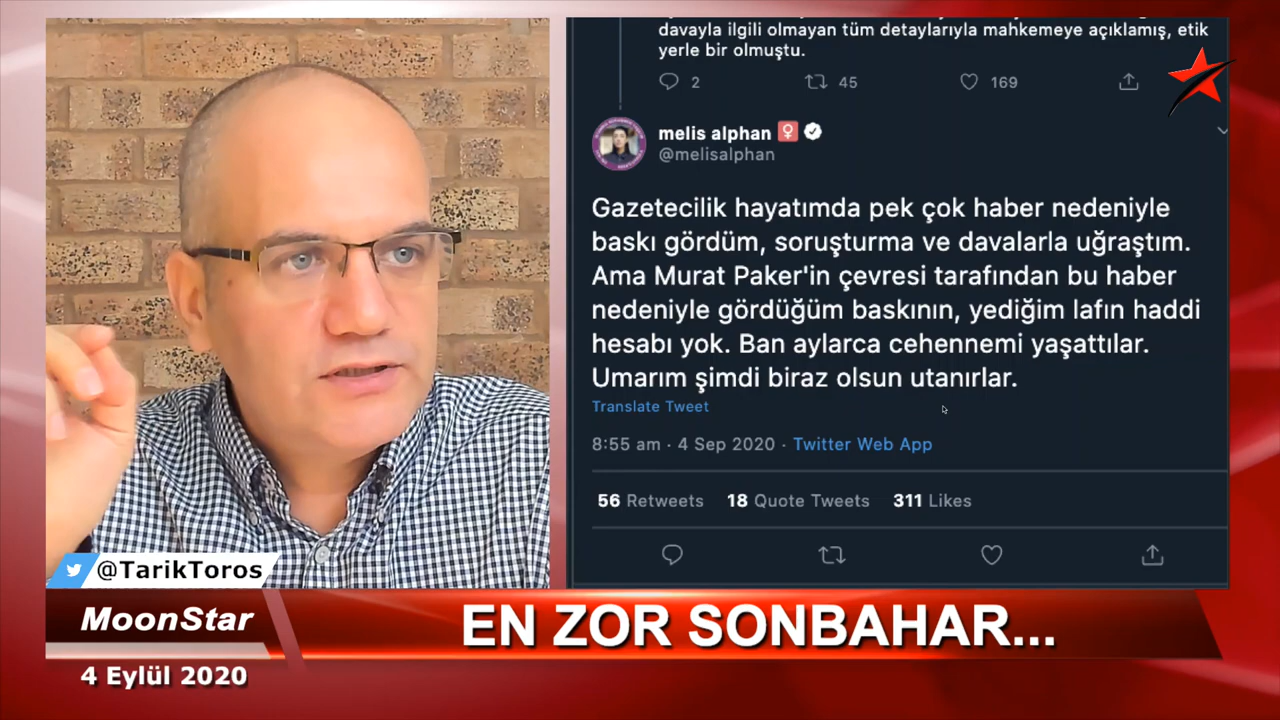 davayla ilgili olmayan tüm detaylarıyla mahkemeye açıklamış, etik
yerle bir olmuştu.
2 45 169
melis alphan
@melisalphan
Gazetecilik hayatımda pek çok haber nedeniyle
baskı gördüm, soruşturma ve davalarla uğraştım.
Ama Murat Paker'in çevresi tarafından bu haber
nedeniyle gördüğüm baskının, yediğim lafın haddi
hesabı yok. Ban aylarca cehennemi yaşattılar.
Umarım şimdi biraz olsun utanırlar.
Translate Tweet
8:55 am · 4 Sep 2020 · Twitter Web App
56 Retweets 18 Quote Tweets 311 Likes
@TarikToros
MoonStar
EN ZOR SONBAHAR...
4 Eylül 2020